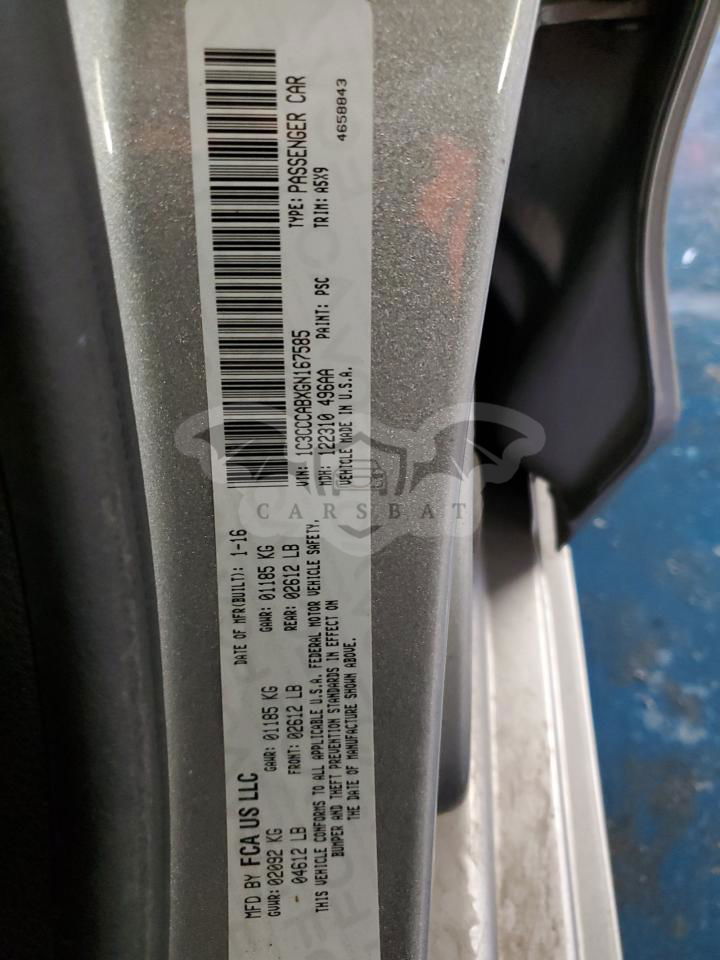 MFD BY FCA US LLC
DATE OF MFR(BUILT): 1-16
GVWR: 02092 KG
GAWR: 01185 KG
GAWR: 01185 KG
04612 LB
FRONT: 02612 LB
REAR: 02612 LB
THIS VEHICLE CONFORMS TO ALL APPLICABLE U.S.A. FEDERAL MOTOR VEHICLE SAFETY,
BUMPER AND THEFT PREVENTION STANDARDS IN EFFECT ON
THE DATE OF MANUFACTURE SHOWN ABOVE.
VIN: 1C3CCCABXGN167585
TYPE: PASSENGER CAR
MDH: 122310 496AA
PAINT: PSC
TRIM: A5X9
VEHICLE MADE IN U.S.A.
4658843
CARSBAT